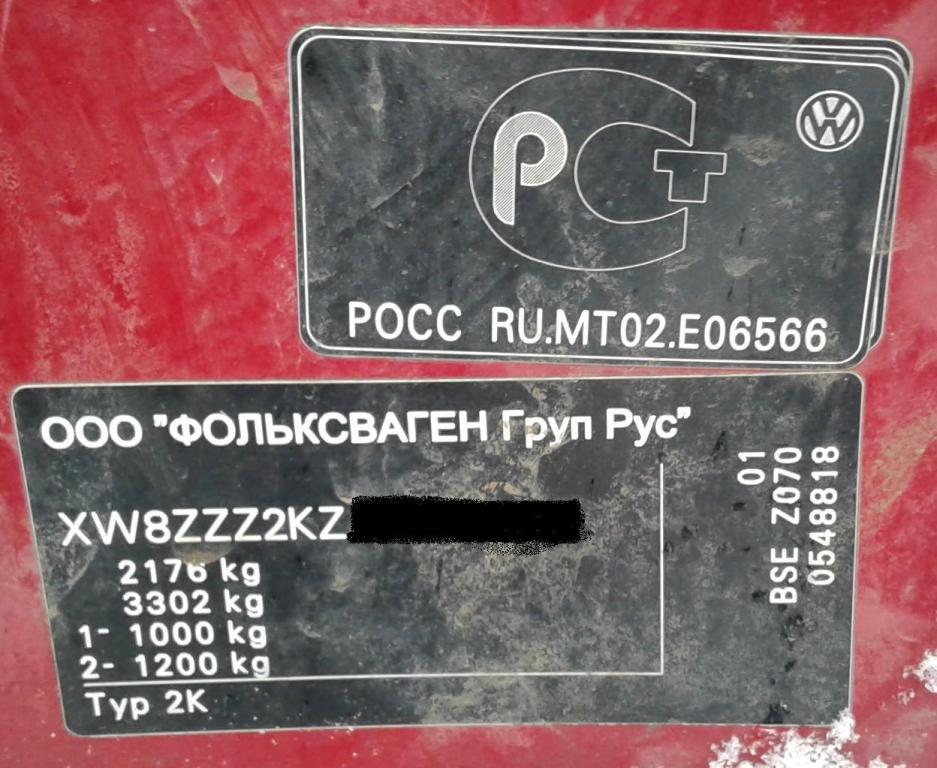 РСТ
РОСС RU.MT02.E06566
ООО "ФОЛЬКСВАГЕН Груп Рус"
XW8ZZZ2KZ
2176 kg
3302 kg
1- 1000 kg
2- 1200 kg
Typ 2K
01
BSE Z070
0548818